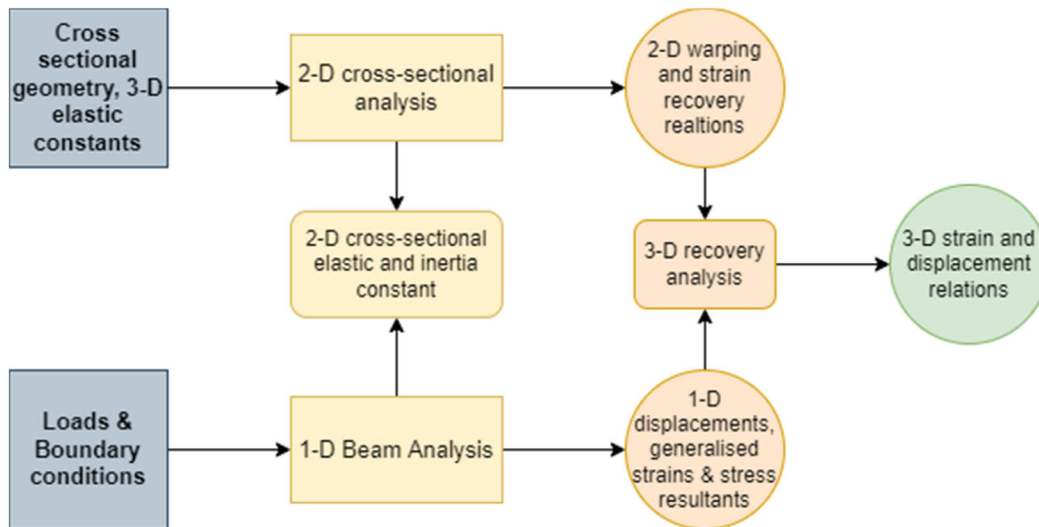 Cross
sectional
geometry, 3-D
elastic
constants
2-D cross-sectional
analysis
2-D warping
and strain
recovery
realtions
2-D cross-sectional
elastic and inertia
constant
3-D recovery
analysis
3-D strain and
displacement
relations
Loads &
Boundary
conditions
1-D Beam Analysis
1-D
displacements,
generalised
strains & stress
resultants